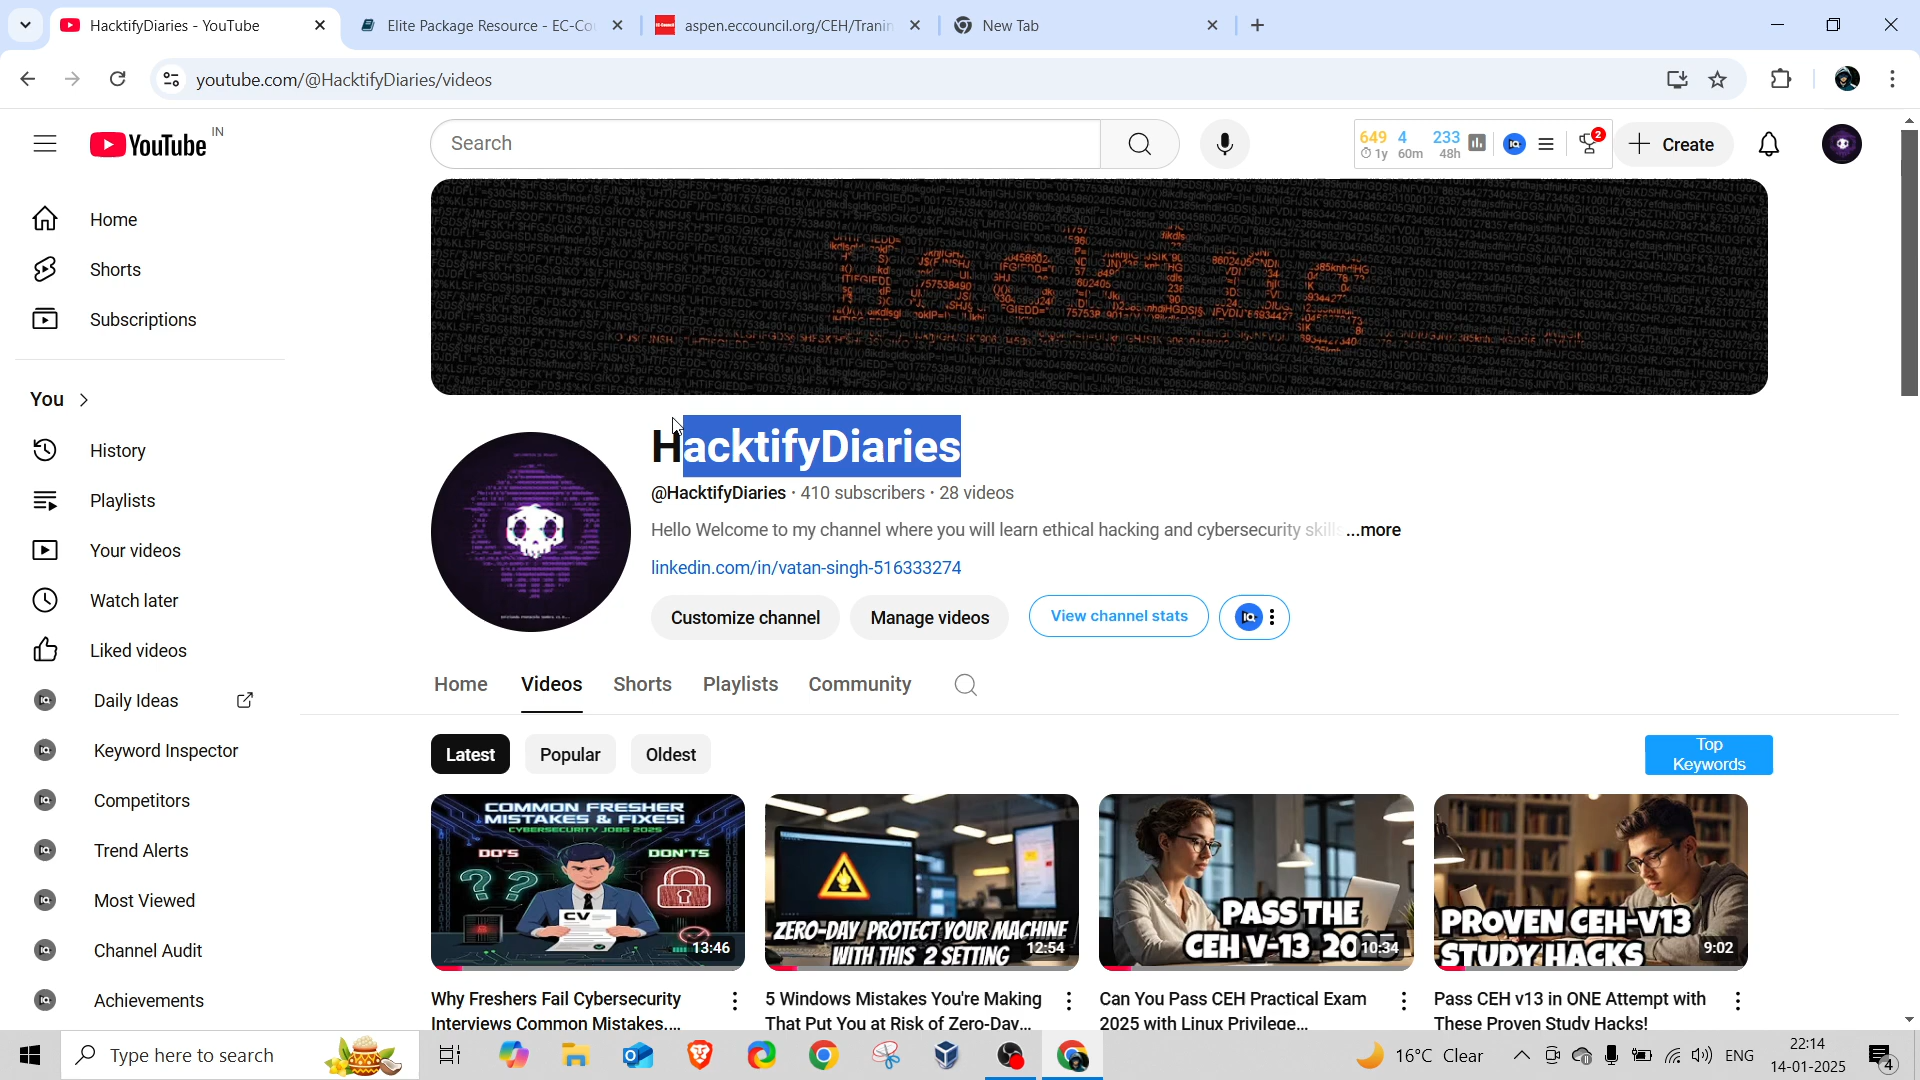 HacktifyDiaries - YouTube
Elite Package Resource - EC-Co
aspen.eccouncil.org/CEH/Tranin
New Tab
youtube.com/@HacktifyDiaries/videos
YouTube IN
Search
649 4 233
1y 60m 48h
2
Create
Home
Shorts
Subscriptions
You
History
Playlists
Your videos
Watch later
Liked videos
Daily Ideas
Keyword Inspector
Competitors
Trend Alerts
Most Viewed
Channel Audit
Achievements
Hacking
HacktifyDiaries
@HacktifyDiaries · 410 subscribers · 28 videos
Hello Welcome to my channel where you will learn ethical hacking and cybersecurity skills ...more
linkedin.com/in/vatan-singh-516333274
Customize channel
Manage videos
View channel stats
Home
Videos
Shorts
Playlists
Community
Latest
Popular
Oldest
Top
Keywords
COMMON FRESHER
MISTAKES & FIXES!
CYBERSECURITY JOBS 2025
DO'S
DON'TS
CV
13:46
ZERO-DAY PROTECT YOUR MACHINE
WITH THIS 2 SETTING
12:54
PASS THE
CEH V-13 20
10:34
PROVEN CEH-V13
STUDY HACKS
9:02
Why Freshers Fail Cybersecurity
Interviews Common Mistakes,...
5 Windows Mistakes You're Making
That Put You at Risk of Zero-Day...
Can You Pass CEH Practical Exam
2025 with Linux Privilege...
Pass CEH v13 in ONE Attempt with
These Proven Study Hacks!
Type here to search
16°C Clear
ENG
22:14
14-01-2025
4